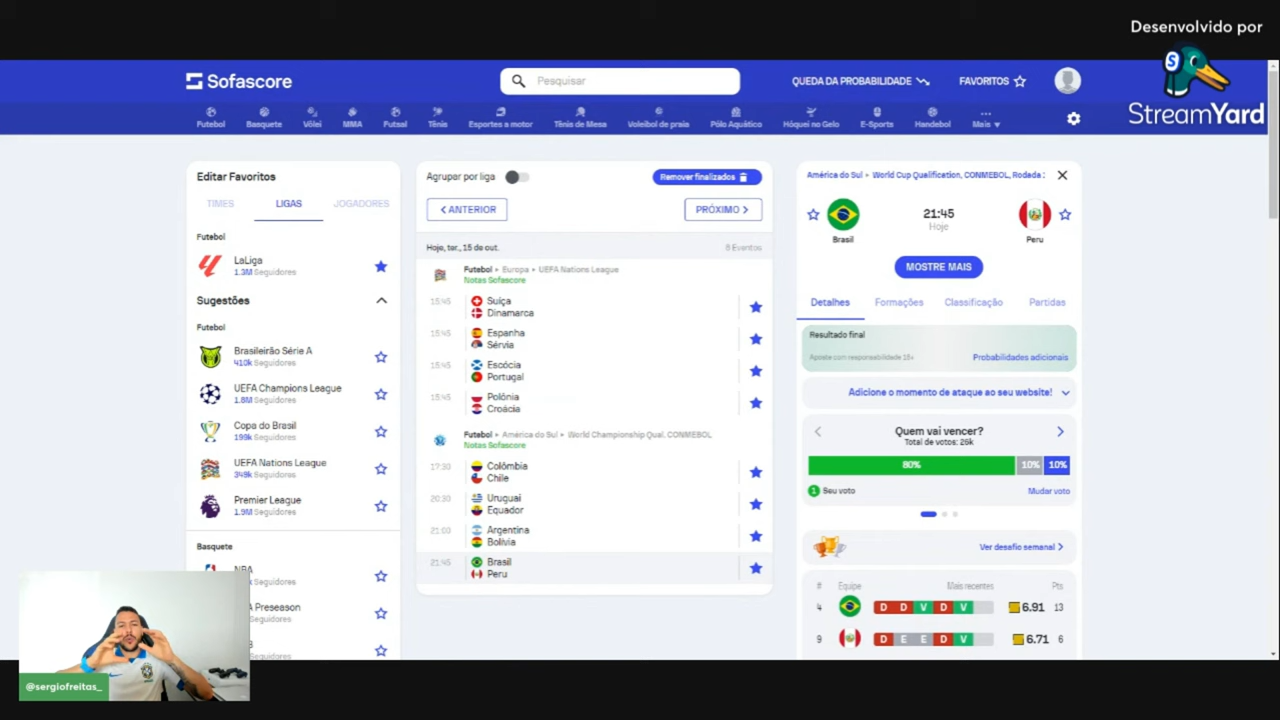 Desenvolvido por
StreamYard
Sofascore
Pesquisar
QUEDA DA PROBABILIDADE
FAVORITOS
Futebol
Basquete
Vôlei
MMA
Futsal
Tênis
Esportes a motor
Tênis de Mesa
Voleibol de praia
Pólo Aquático
Hóquei no Gelo
E-Sports
Handebol
Mais
Editar Favoritos
TIMES
LIGAS
JOGADORES
Futebol
LaLiga
1.3M Seguidores
Sugestões
Futebol
Brasileirão Série A
410k Seguidores
UEFA Champions League
1.8M Seguidores
Copa do Brasil
199k Seguidores
UEFA Nations League
349k Seguidores
Premier League
1.9M Seguidores
Basquete
NBA
Seguidores
Preseason
Seguidores
Seguidores
@sergiofreitas_
Agrupar por liga
Remover finalizados
ANTERIOR
PRÓXIMO
Hoje, ter., 15 de out.
8 Eventos
Futebol Europa UEFA Nations League
Notas Sofascore
15:45
Suíça
Dinamarca
15:45
Espanha
Sérvia
15:45
Escócia
Portugal
15:45
Polónia
Croácia
Futebol América do Sul World Championship Qual. CONMEBOL
Notas Sofascore
17:30
Colômbia
Chile
20:30
Uruguai
Equador
21:00
Argentina
Bolívia
21:45
Brasil
Peru
América do Sul World Cup Qualification, CONMEBOL, Rodada
21:45
Hoje
Brasil
Peru
MOSTRE MAIS
Detalhes
Formações
Classificação
Partidas
Resultado final
Aposte com responsabilidade 18+
Probabilidades adicionais
Adicione o momento de ataque ao seu website!
Quem vai vencer?
Total de votos: 25k
80%
10%
10%
1 Seu voto
Mudar voto
Ver desafio semanal
# Equipe Mais recentes Pts
4 D D V D V 6.91 13
9 D E E D V 6.71 6